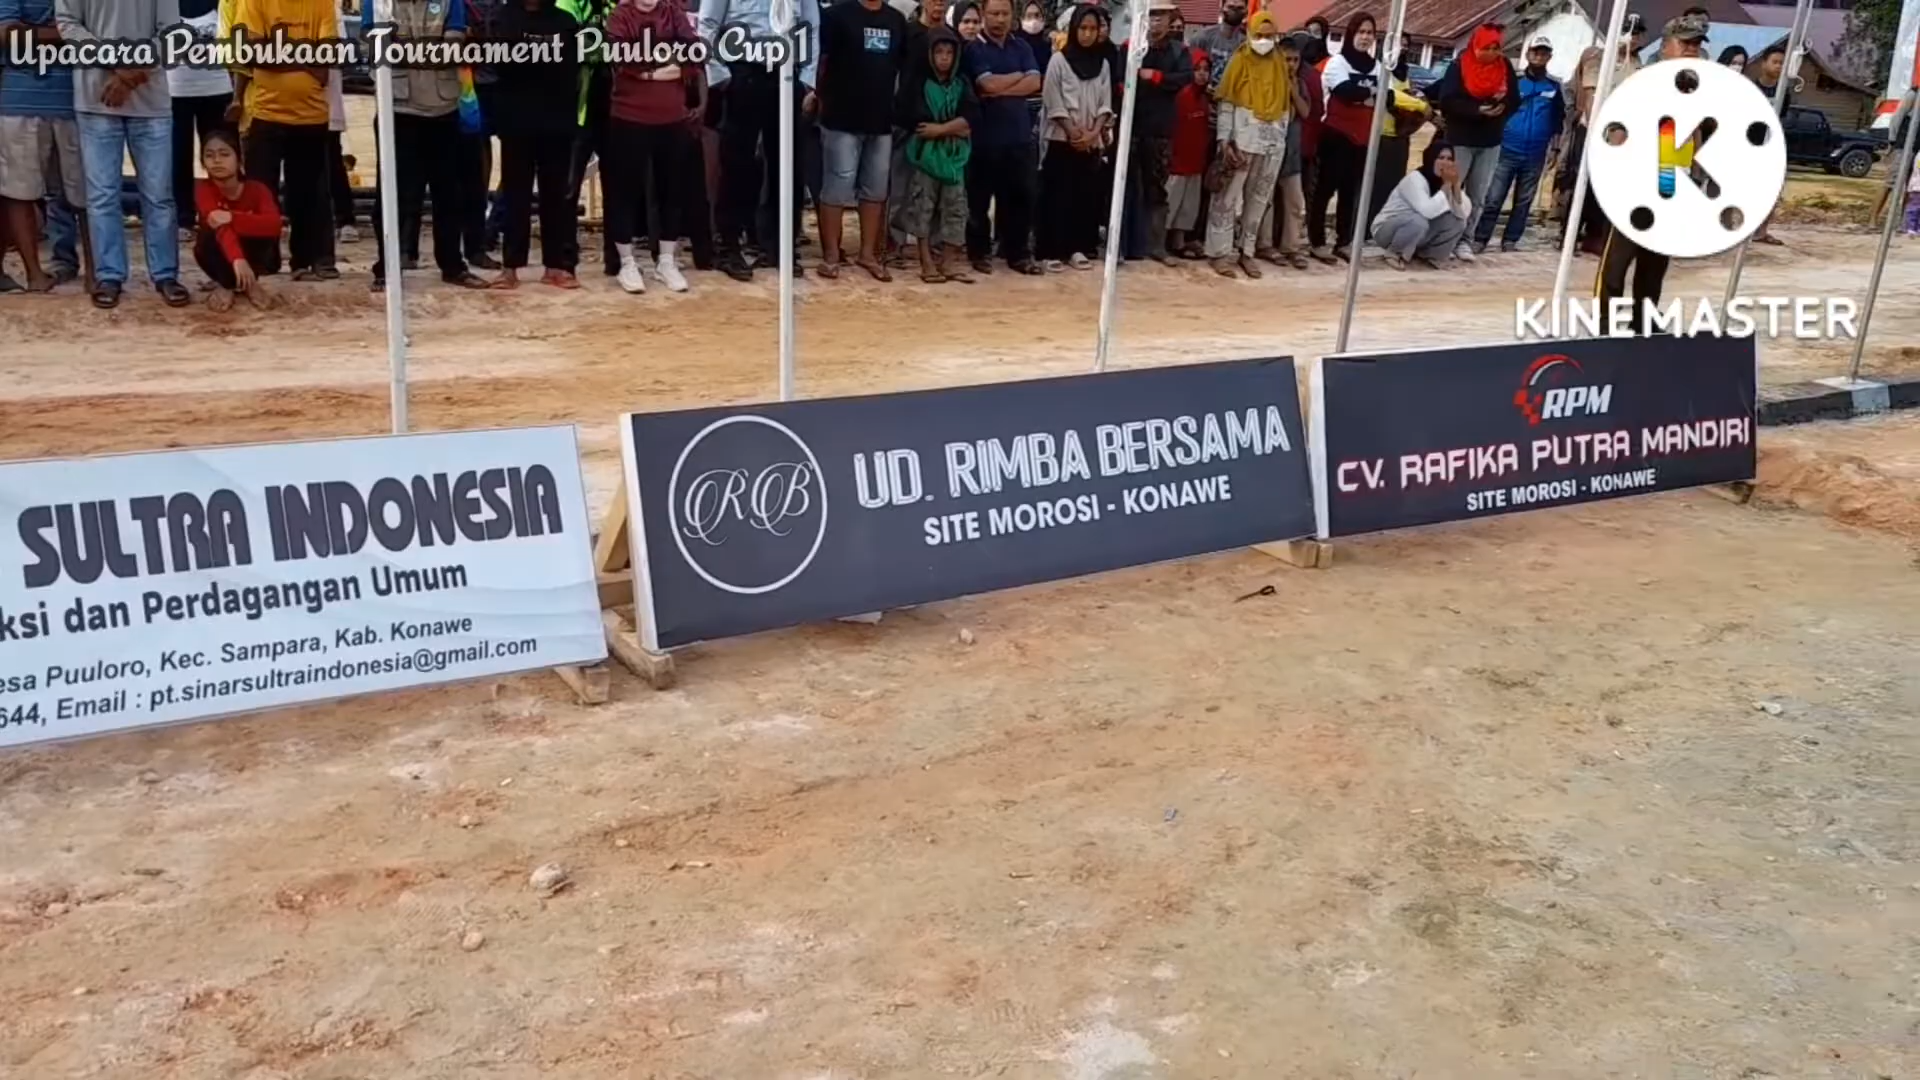 Upacara Pembukaan Tournament Puuloro Cup 1
KINEMASTER
SULTRA INDONESIA
ksi dan Perdagangan Umum
esa Puuloro, Kec. Sampara, Kab. Konawe
644, Email : pt.sinarsultraindonesia@gmail.com
RB
UD. RIMBA BERSAMA
SITE MOROSI - KONAWE
RPM
CV. RAFIKA PUTRA MANDIRI
SITE MOROSI - KONAWE